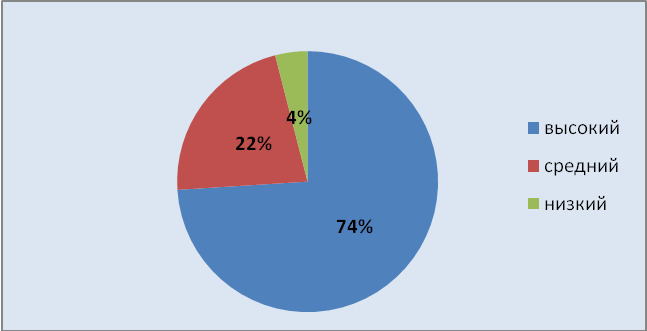 4%
22%
74%
высокий
средний
низкий